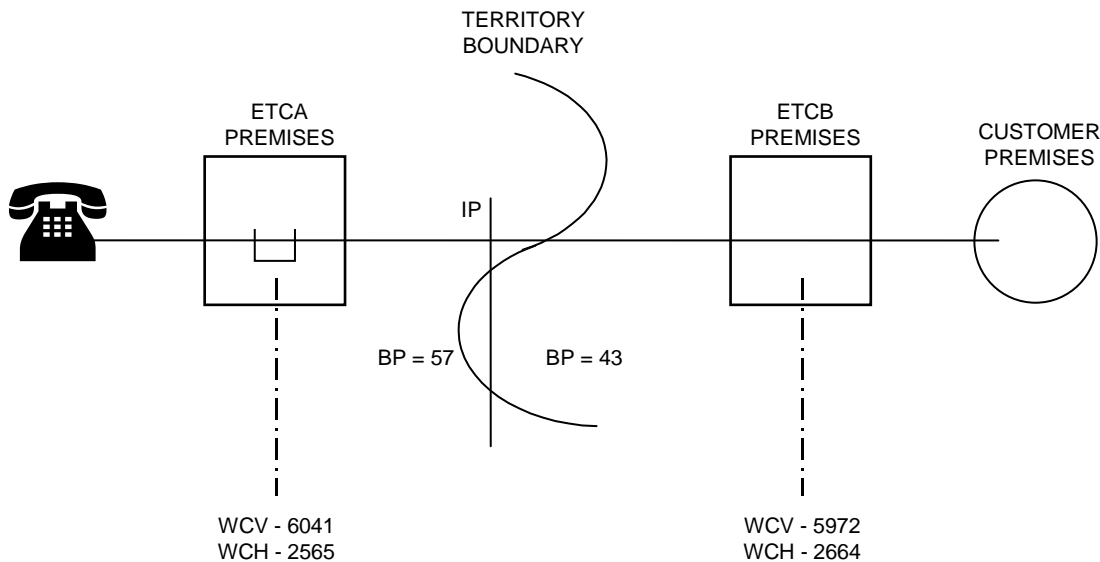 TERRITORY
BOUNDARY
ETCA
PREMISES
ETCB
PREMISES
CUSTOMER
PREMISES
IP
BP = 57
BP = 43
WCV - 6041
WCH - 2565
WCV - 5972
WCH - 2664